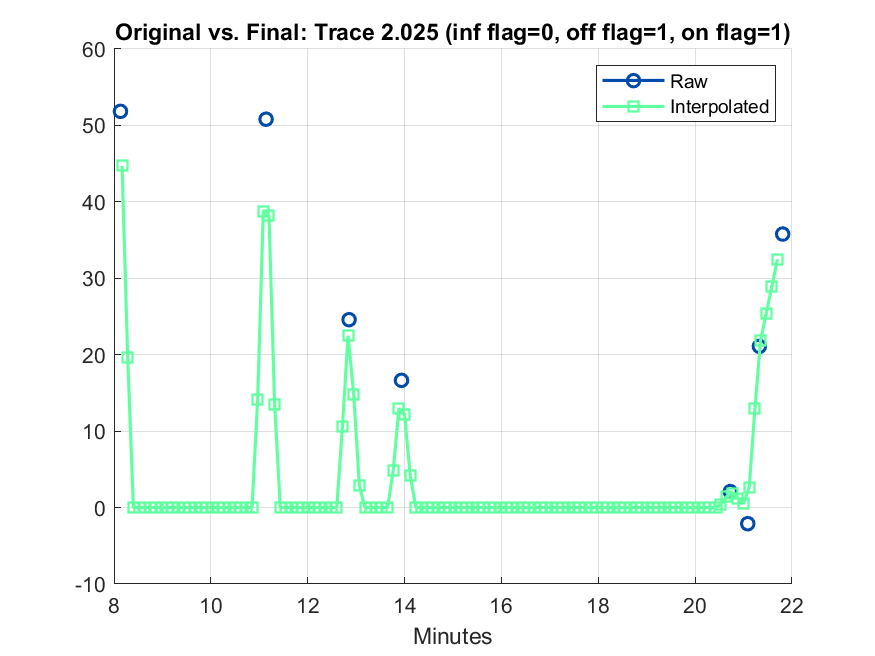 Original vs. Final: Trace 2.025 (inf flag=0, off flag=1, on flag=1)
60
50
40
30
20
10
0
-10
Raw
Interpolated
8 10 12 14 16 18 20 22
Minutes